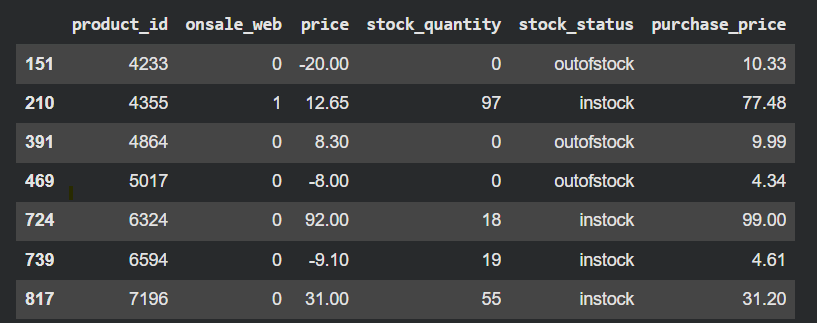 product_id onsale_web price stock_quantity stock_status purchase_price
151 4233 0 -20.00 0 outofstock 10.33
210 4355 1 12.65 97 instock 77.48
391 4864 0 8.30 0 outofstock 9.99
469 5017 0 -8.00 0 outofstock 4.34
724 6324 0 92.00 18 instock 99.00
739 6594 0 -9.10 19 instock 4.61
817 7196 0 31.00 55 instock 31.20